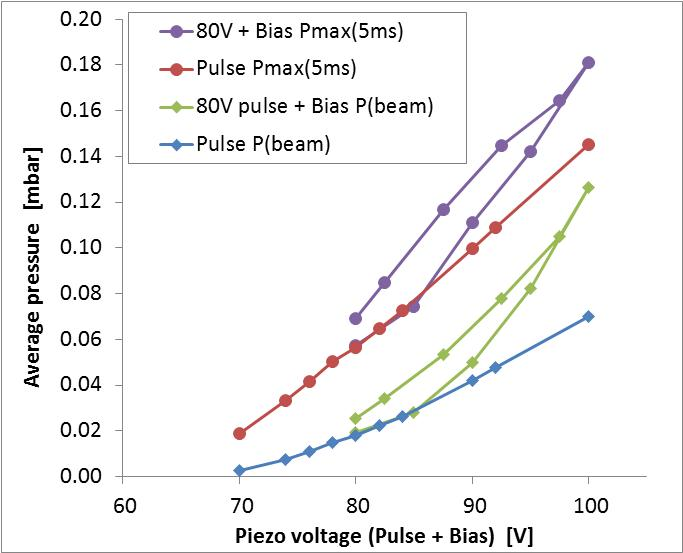 80V + Bias Pmax(5ms)
Pulse Pmax(5ms)
80V pulse + Bias P(beam)
Pulse P(beam)
Average pressure [mbar]
0.20
0.18
0.16
0.14
0.12
0.10
0.08
0.06
0.04
0.02
0.00
60 70 80 90 100
Piezo voltage (Pulse + Bias) [V]